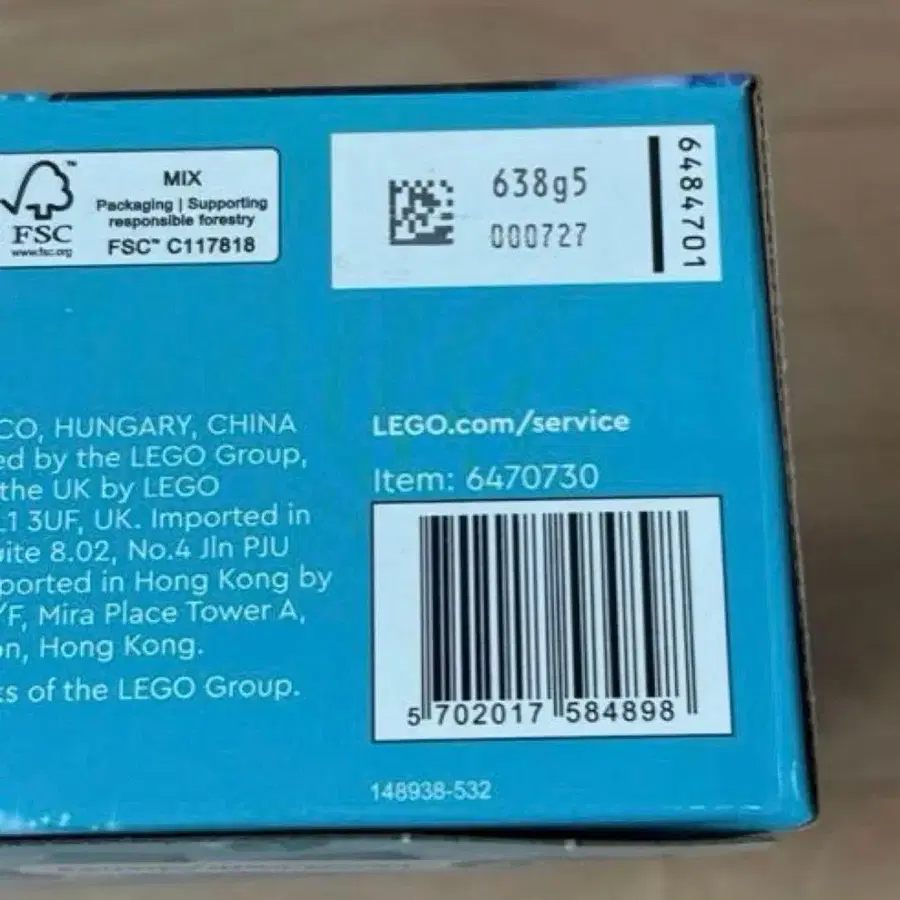 MIX
Packaging | Supporting
responsible forestry
FSC™ C117818
FSC
www.fsc.org
638g5
000727
6484701
CO, HUNGARY, CHINA
ed by the LEGO Group,
the UK by LEGO
L1 3UF, UK. Imported in
uite 8.02, No.4 Jln PJU
ported in Hong Kong by
/F, Mira Place Tower A,
on, Hong Kong.
ks of the LEGO Group.
LEGO.com/service
Item: 6470730
5 702017 584898
148938-532